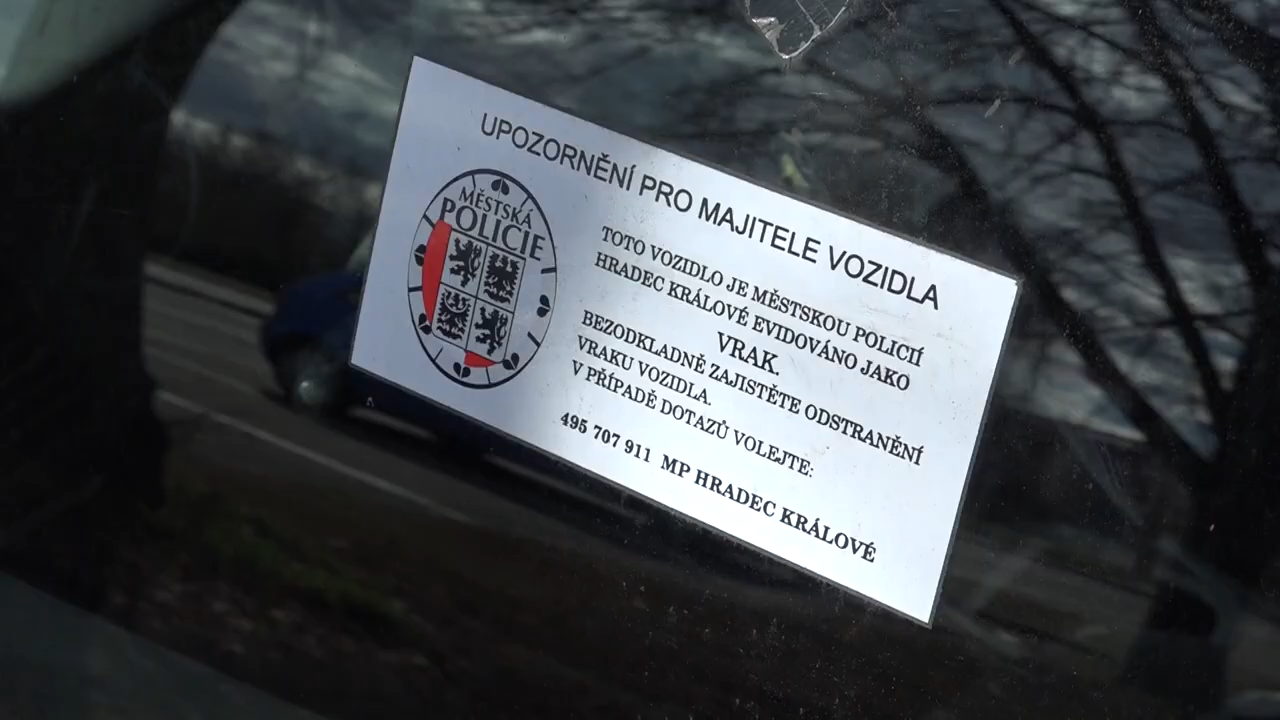 UPOZORNĚNÍ PRO MAJITELE VOZIDLA
MĚSTSKÁ
POLICIE
TOTO VOZIDLO JE MĚSTSKOU POLICIÍ
HRADEC KRÁLOVÉ EVIDOVÁNO JAKO
VRAK.
BEZODKLADNĚ ZAJISTĚTE ODSTRANĚNÍ
VRAKU VOZIDLA.
V PŘÍPADĚ DOTAZŮ VOLEJTE:
495 707 911 MP HRADEC KRÁLOVÉ